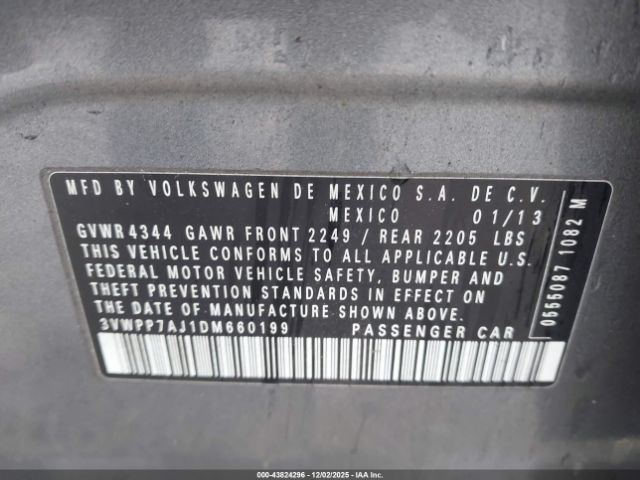 MFD BY VOLKSWAGEN DE MEXICO S.A. DE C.V.
MEXICO 01/13
GVWR 4344 GAWR FRONT 2249 / REAR 2205 LBS
THIS VEHICLE CONFORMS TO ALL APPLICABLE U.S.
FEDERAL MOTOR VEHICLE SAFETY, BUMPER AND
THEFT PREVENTION STANDARDS IN EFFECT ON
THE DATE OF MANUFACTURE SHOWN ABOVE.
3VWPP7AJ1DM660199 PASSENGER CAR
0555087 1082 M
000-43824296 - 12/02/2025 - IAAI.COM